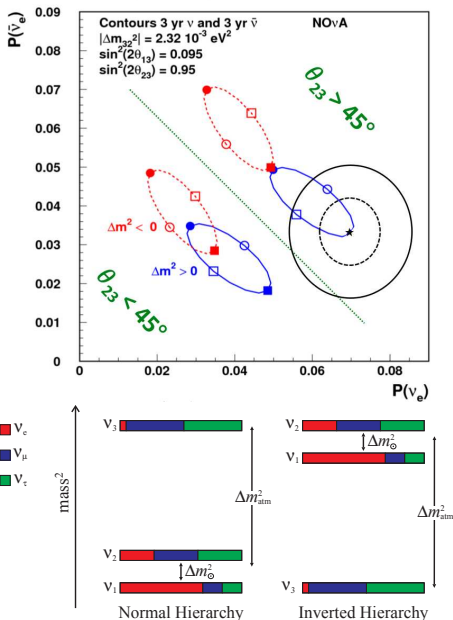 Contours 3 yr ν and 3 yr ν̄ NOνA
|Δm₃₂²| = 2.32 10⁻³ eV²
sin²(2θ₁₃) = 0.095
sin²(2θ₂₃) = 0.95
P(ν̄ₑ)
0.09
0.08
0.07
0.06
0.05
0.04
0.03
0.02
0.01
0
θ₂₃ > 45°
Δm² < 0
Δm² > 0
θ₂₃ < 45°
0 0.02 0.04 0.06 0.08
P(νₑ)
νₑ
ν_μ
ν_τ
mass²
ν₃
Δm²atm
ν₂
Δm²⊙
ν₁
Normal Hierarchy
ν₂
Δm²⊙
ν₁
Δm²atm
ν₃
Inverted Hierarchy